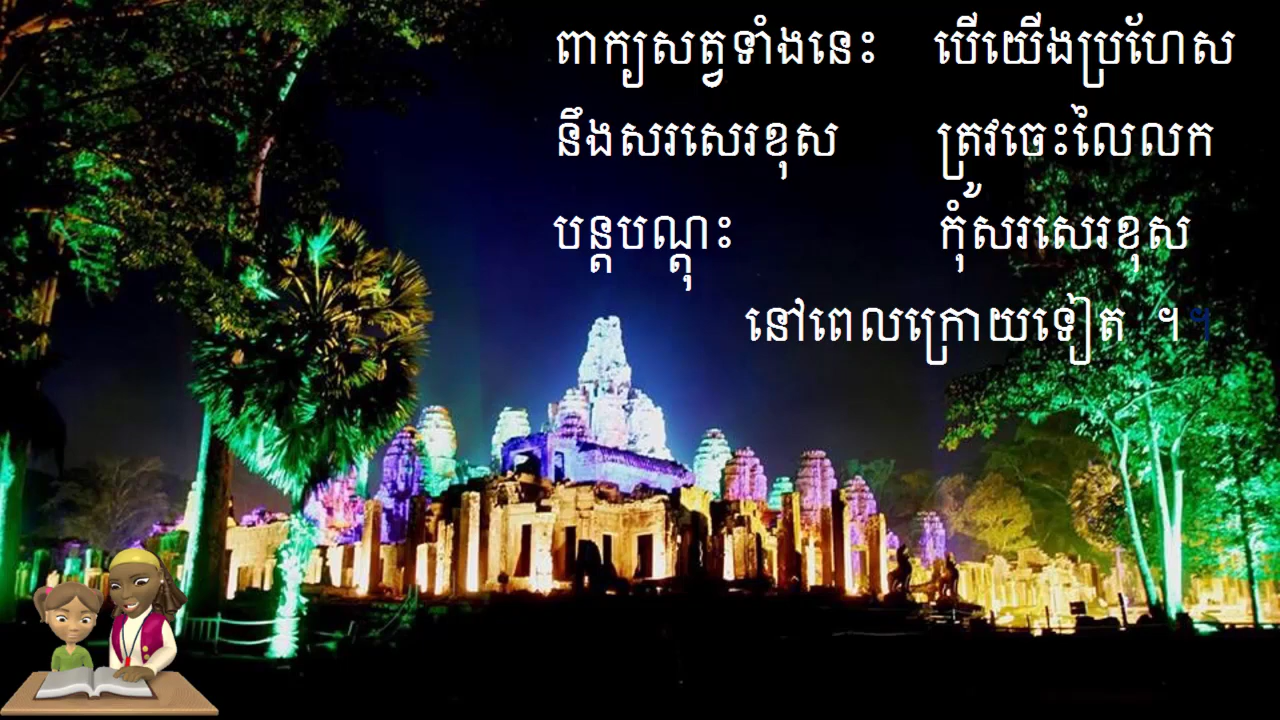 ពាក្យសត្វទាំងនេះ បើយើងប្រហែស
នឹងសរសេរខុស ត្រូវចេះលៃលក
បន្តបណ្តុះ កុំសរសេរខុស
នៅពេលក្រោយទៀត ។ ។